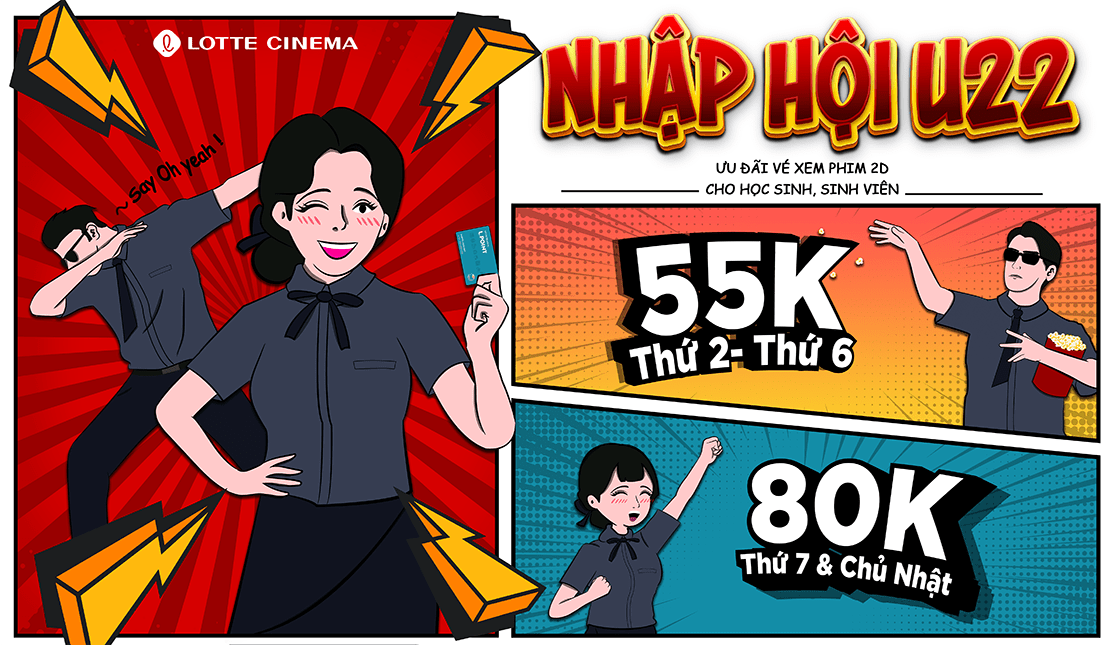 LOTTE CINEMA
~ Say Oh yeah !
L.POINT
NHẬP HỘI U22
ƯU ĐÃI VÉ XEM PHIM 2D
CHO HỌC SINH, SINH VIÊN
55K
Thứ 2- Thứ 6
80K
Thứ 7 & Chủ Nhật